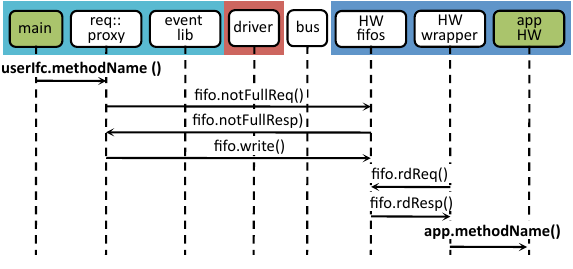 main
req::
proxy
event
lib
driver
bus
HW
fifos
HW
wrapper
app
HW
userIfc.methodName ()
fifo.notFullReq()
fifo.notFullResp)
fifo.write()
fifo.rdReq()
fifo.rdResp()
app.methodName()